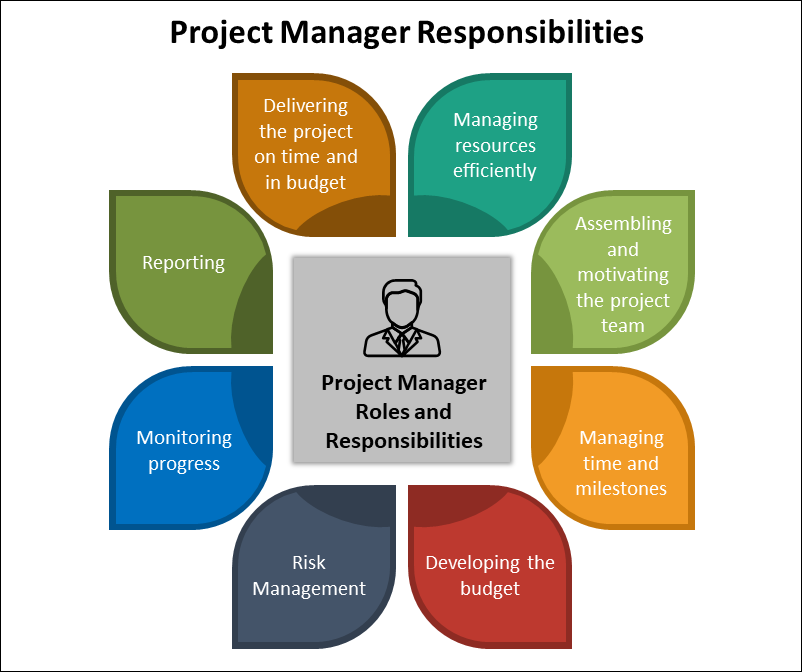 Project Manager Responsibilities
Delivering
the project
on time and
in budget
Managing
resources
efficiently
Assembling
and
motivating
the project
team
Managing
time and
milestones
Developing the
budget
Risk
Management
Monitoring
progress
Reporting
Project Manager
Roles and
Responsibilities